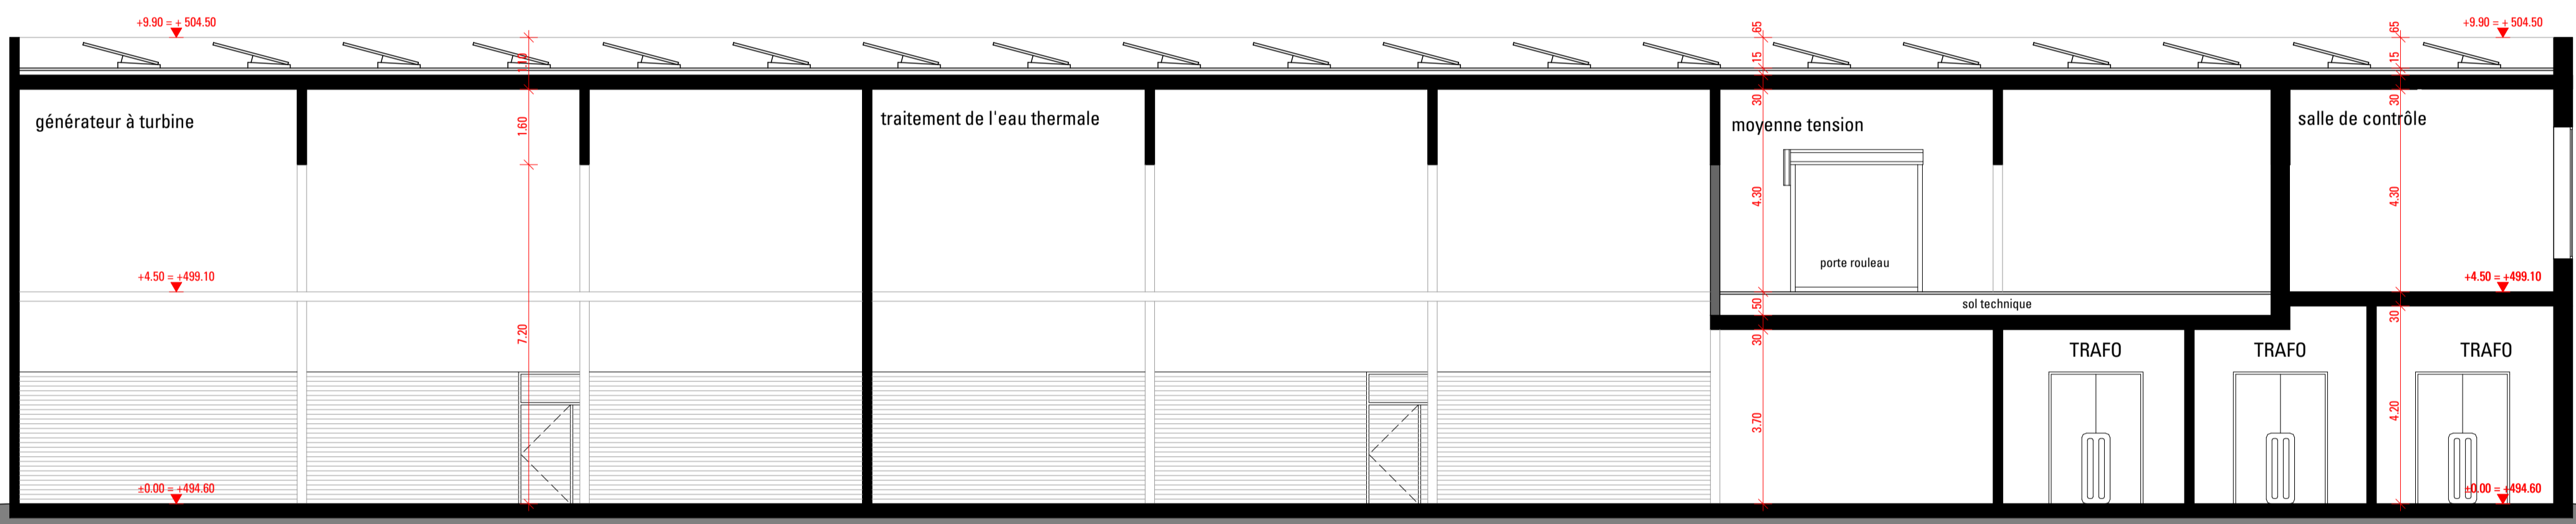 +9.90 = + 504.50
+9.90 = + 504.50
65
65
1.10
15
15
30
30
générateur à turbine
1.60
traitement de l'eau thermale
moyenne tension
salle de contrôle
4.30
4.30
porte rouleau
+4.50 = +499.10
+4.50 = +499.10
sol technique
50
30
7.20
30
TRAFO
TRAFO
TRAFO
3.70
4.20
±0.00 = +494.60
±0.00 = +494.60